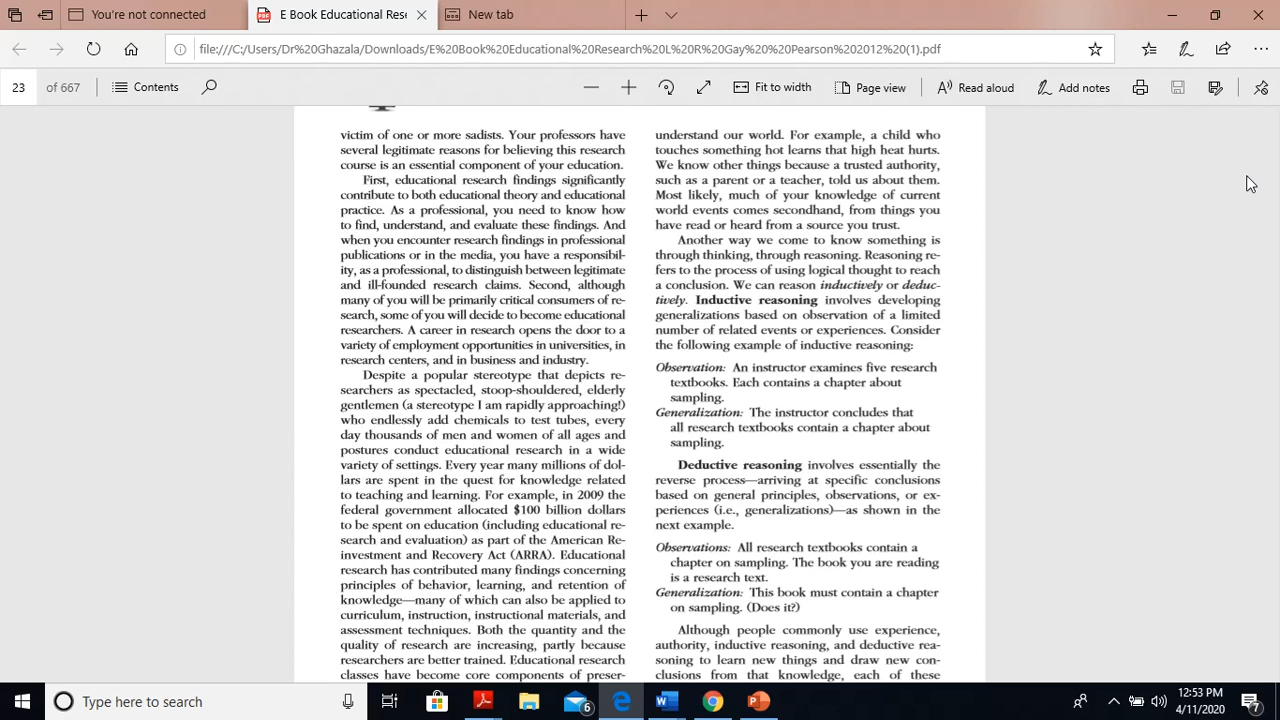 You're not connected
E Book Educational Rese
New tab
file:///C:/Users/Dr%20Ghazala/Downloads/E%20Book%20Educational%20Research%20L%20R%20Gay%20%20Pearson%202012%20(1).pdf
23 of 667
Contents
Fit to width
Page view
Read aloud
Add notes
victim of one or more sadists. Your professors have
several legitimate reasons for believing this research
course is an essential component of your education.
First, educational research findings significantly
contribute to both educational theory and educational
practice. As a professional, you need to know how
to find, understand, and evaluate these findings. And
when you encounter research findings in professional
publications or in the media, you have a responsibil-
ity, as a professional, to distinguish between legitimate
and ill-founded research claims. Second, although
many of you will be primarily critical consumers of re-
search, some of you will decide to become educational
researchers. A career in research opens the door to a
variety of employment opportunities in universities, in
research centers, and in business and industry.
Despite a popular stereotype that depicts re-
searchers as spectacled, stoop-shouldered, elderly
gentlemen (a stereotype I am rapidly approaching!)
who endlessly add chemicals to test tubes, every
day thousands of men and women of all ages and
postures conduct educational research in a wide
variety of settings. Every year many millions of dol-
lars are spent in the quest for knowledge related
to teaching and learning. For example, in 2009 the
federal government allocated $100 billion dollars
to be spent on education (including educational re-
search and evaluation) as part of the American Re-
investment and Recovery Act (ARRA). Educational
research has contributed many findings concerning
principles of behavior, learning, and retention of
knowledge—many of which can also be applied to
curriculum, instruction, instructional materials, and
assessment techniques. Both the quantity and the
quality of research are increasing, partly because
researchers are better trained. Educational research
classes have become core components of preser-
understand our world. For example, a child who
touches something hot learns that high heat hurts.
We know other things because a trusted authority,
such as a parent or a teacher, told us about them.
Most likely, much of your knowledge of current
world events comes secondhand, from things you
have read or heard from a source you trust.
Another way we come to know something is
through thinking, through reasoning. Reasoning re-
fers to the process of using logical thought to reach
a conclusion. We can reason inductively or deduc-
tively. Inductive reasoning involves developing
generalizations based on observation of a limited
number of related events or experiences. Consider
the following example of inductive reasoning:
Observation: An instructor examines five research
textbooks. Each contains a chapter about
sampling.
Generalization: The instructor concludes that
all research textbooks contain a chapter about
sampling.
Deductive reasoning involves essentially the
reverse process—arriving at specific conclusions
based on general principles, observations, or ex-
periences (i.e., generalizations)—as shown in the
next example.
Observations: All research textbooks contain a
chapter on sampling. The book you are reading
is a research text.
Generalization: This book must contain a chapter
on sampling. (Does it?)
Although people commonly use experience,
authority, inductive reasoning, and deductive rea-
soning to learn new things and draw new con-
clusions from that knowledge, each of these
Type here to search
6
12:53 PM
4/11/2020
7